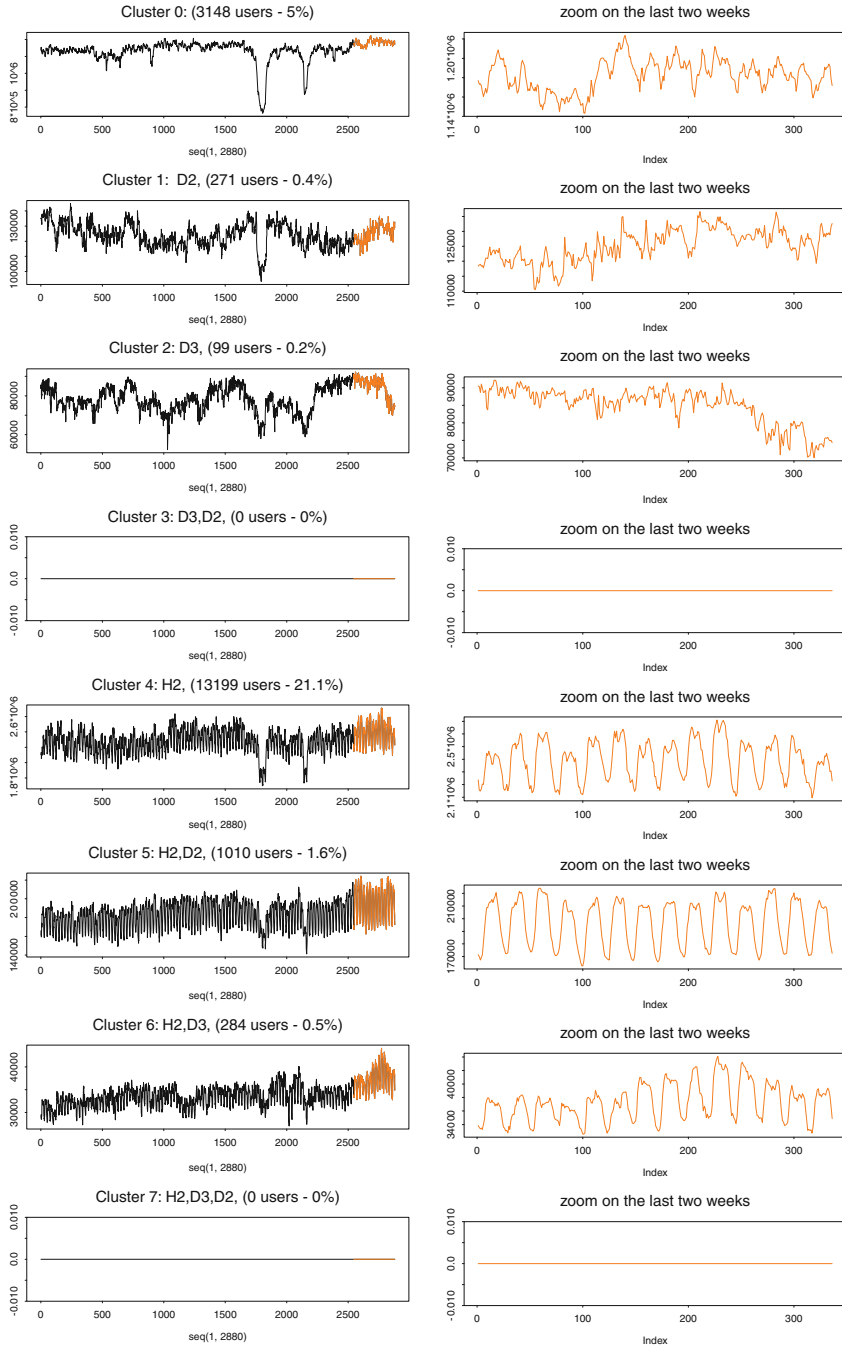 Cluster 0: (3148 users - 5%)
8*10^5 10^6
0 500 1000 1500 2000 2500
seq(1, 2880)
zoom on the last two weeks
1.14*10^6 1.20*10^6
0 100 200 300
Index
Cluster 1: D2, (271 users - 0.4%)
100000 130000
0 500 1000 1500 2000 2500
seq(1, 2880)
zoom on the last two weeks
110000 125000
0 100 200 300
Index
Cluster 2: D3, (99 users - 0.2%)
60000 80000
0 500 1000 1500 2000 2500
seq(1, 2880)
zoom on the last two weeks
70000 80000 90000
0 100 200 300
Index
Cluster 3: D3,D2, (0 users - 0%)
-0.010 0.0 0.010
0 500 1000 1500 2000 2500
seq(1, 2880)
zoom on the last two weeks
-0.010 0.0 0.010
0 100 200 300
Index
Cluster 4: H2, (13199 users - 21.1%)
1.8*10^6 2.6*10^6
0 500 1000 1500 2000 2500
seq(1, 2880)
zoom on the last two weeks
2.1*10^6 2.5*10^6
0 100 200 300
Index
Cluster 5: H2,D2, (1010 users - 1.6%)
140000 200000
0 500 1000 1500 2000 2500
seq(1, 2880)
zoom on the last two weeks
170000 210000
0 100 200 300
Index
Cluster 6: H2,D3, (284 users - 0.5%)
30000 40000
0 500 1000 1500 2000 2500
seq(1, 2880)
zoom on the last two weeks
34000 40000
0 100 200 300
Index
Cluster 7: H2,D3,D2, (0 users - 0%)
-0.010 0.0 0.010
0 500 1000 1500 2000 2500
seq(1, 2880)
zoom on the last two weeks
-0.010 0.0 0.010
0 100 200 300
Index